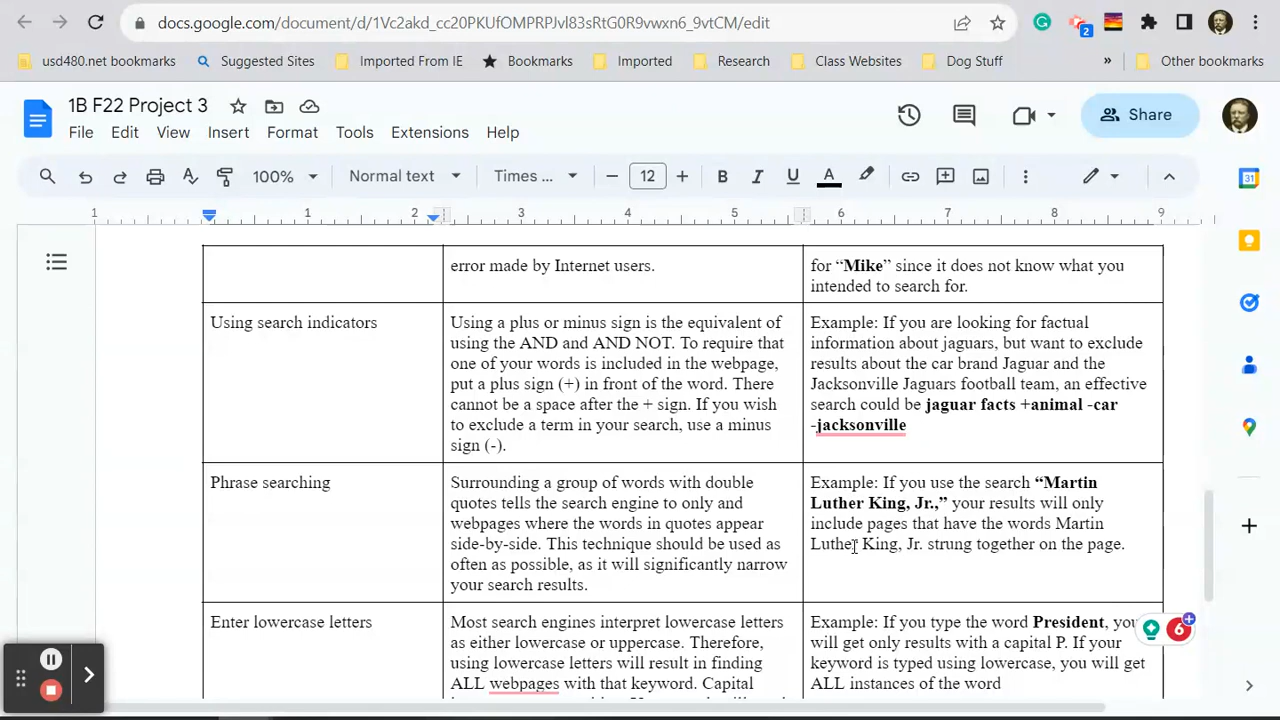 docs.google.com/document/d/1Vc2akd_cc20PKUfOMPRPJvl83sRtG0R9vwxn6_9vtCM/edit
2
usd480.net bookmarks Suggested Sites Imported From IE Bookmarks Imported Research Class Websites Dog Stuff » Other bookmarks
1B F22 Project 3
File Edit View Insert Format Tools Extensions Help
Share
100% Normal text Times ... 12 B I U A
31
1 1 2 3 4 5 6 7 8 9
error made by Internet users.
for “Mike” since it does not know what you
intended to search for.
Using search indicators
Using a plus or minus sign is the equivalent of
using the AND and AND NOT. To require that
one of your words is included in the webpage,
put a plus sign (+) in front of the word. There
cannot be a space after the + sign. If you wish
to exclude a term in your search, use a minus
sign (-).
Example: If you are looking for factual
information about jaguars, but want to exclude
results about the car brand Jaguar and the
Jacksonville Jaguars football team, an effective
search could be jaguar facts +animal -car
-jacksonville
Phrase searching
Surrounding a group of words with double
quotes tells the search engine to only and
webpages where the words in quotes appear
side-by-side. This technique should be used as
often as possible, as it will significantly narrow
your search results.
Example: If you use the search “Martin
Luther King, Jr.,” your results will only
include pages that have the words Martin
Luther King, Jr. strung together on the page.
Enter lowercase letters
Most search engines interpret lowercase letters
as either lowercase or uppercase. Therefore,
using lowercase letters will result in finding
ALL webpages with that keyword. Capital
Example: If you type the word President, you
will get only results with a capital P. If your
keyword is typed using lowercase, you will get
ALL instances of the word
6